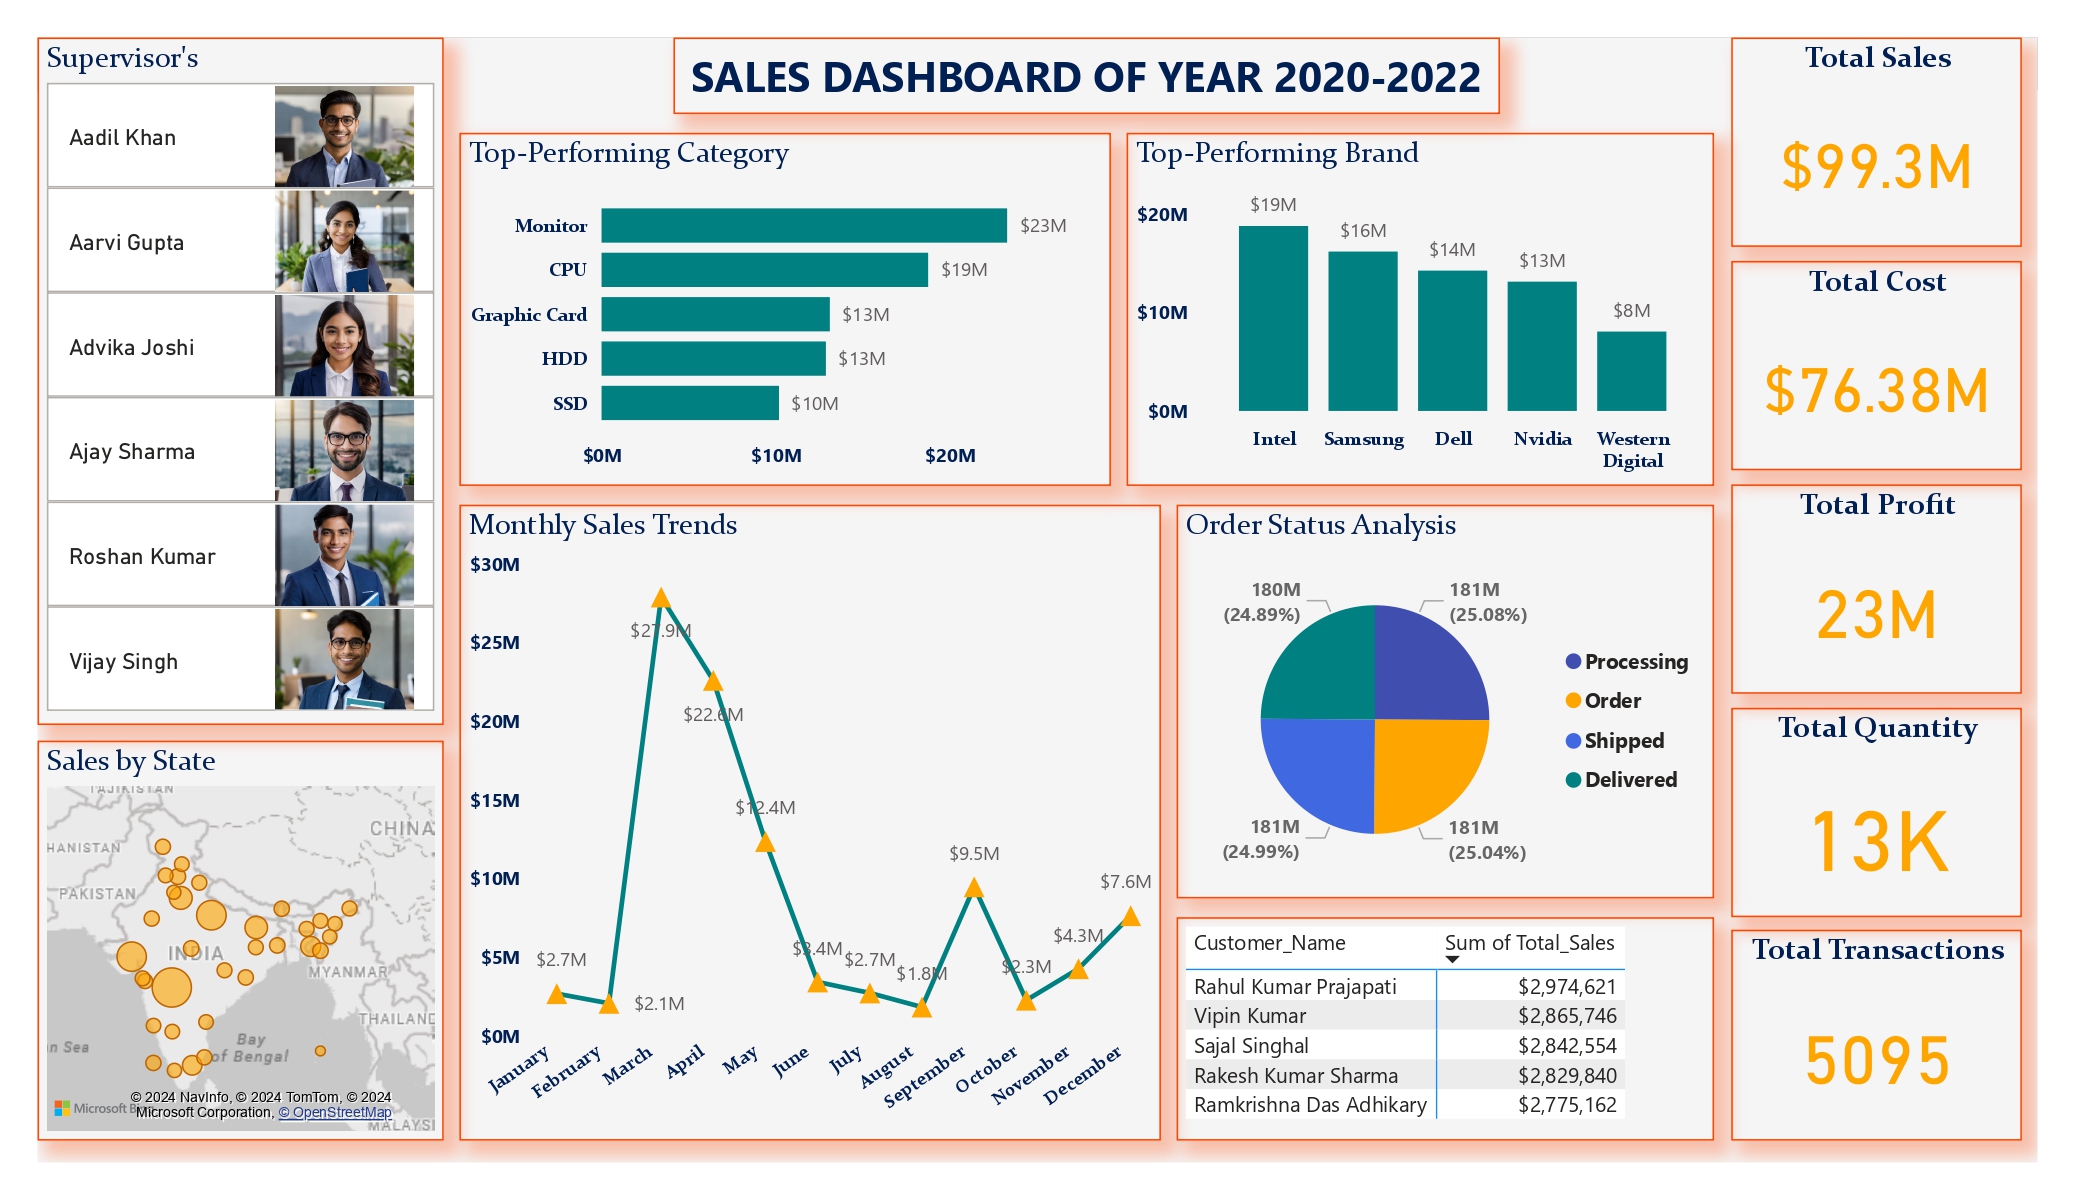 Supervisor's
Aadil Khan
Aarvi Gupta
Advika Joshi
Ajay Sharma
Roshan Kumar
Vijay Singh
Sales by State
TAJIKISTAN
CHINA
HANISTAN
PAKISTAN
INDIA
MYANMAR
THAILAND
Bay
of Bengal
n Sea
MALAYSI
Microsoft Bi
© 2024 NavInfo, © 2024 TomTom, © 2024
Microsoft Corporation, © OpenStreetMap
SALES DASHBOARD OF YEAR 2020-2022
Top-Performing Category
Monitor $23M
CPU $19M
Graphic Card $13M
HDD $13M
SSD $10M
$0M $10M $20M
Top-Performing Brand
$20M
$10M
$0M
$19M
$16M
$14M
$13M
$8M
Intel Samsung Dell Nvidia Western
Digital
Monthly Sales Trends
$30M
$25M
$20M
$15M
$10M
$5M
$0M
$2.7M
$2.1M
$27.9M
$22.6M
$12.4M
$3.4M
$2.7M
$1.8M
$9.5M
$2.3M
$4.3M
$7.6M
January
February
March
April
May
June
July
August
September
October
November
December
Order Status Analysis
180M
(24.89%)
181M
(25.08%)
181M
(24.99%)
181M
(25.04%)
Processing
Order
Shipped
Delivered
Customer_Name Sum of Total_Sales
Rahul Kumar Prajapati $2,974,621
Vipin Kumar $2,865,746
Sajal Singhal $2,842,554
Rakesh Kumar Sharma $2,829,840
Ramkrishna Das Adhikary $2,775,162
Total Sales
$99.3M
Total Cost
$76.38M
Total Profit
23M
Total Quantity
13K
Total Transactions
5095